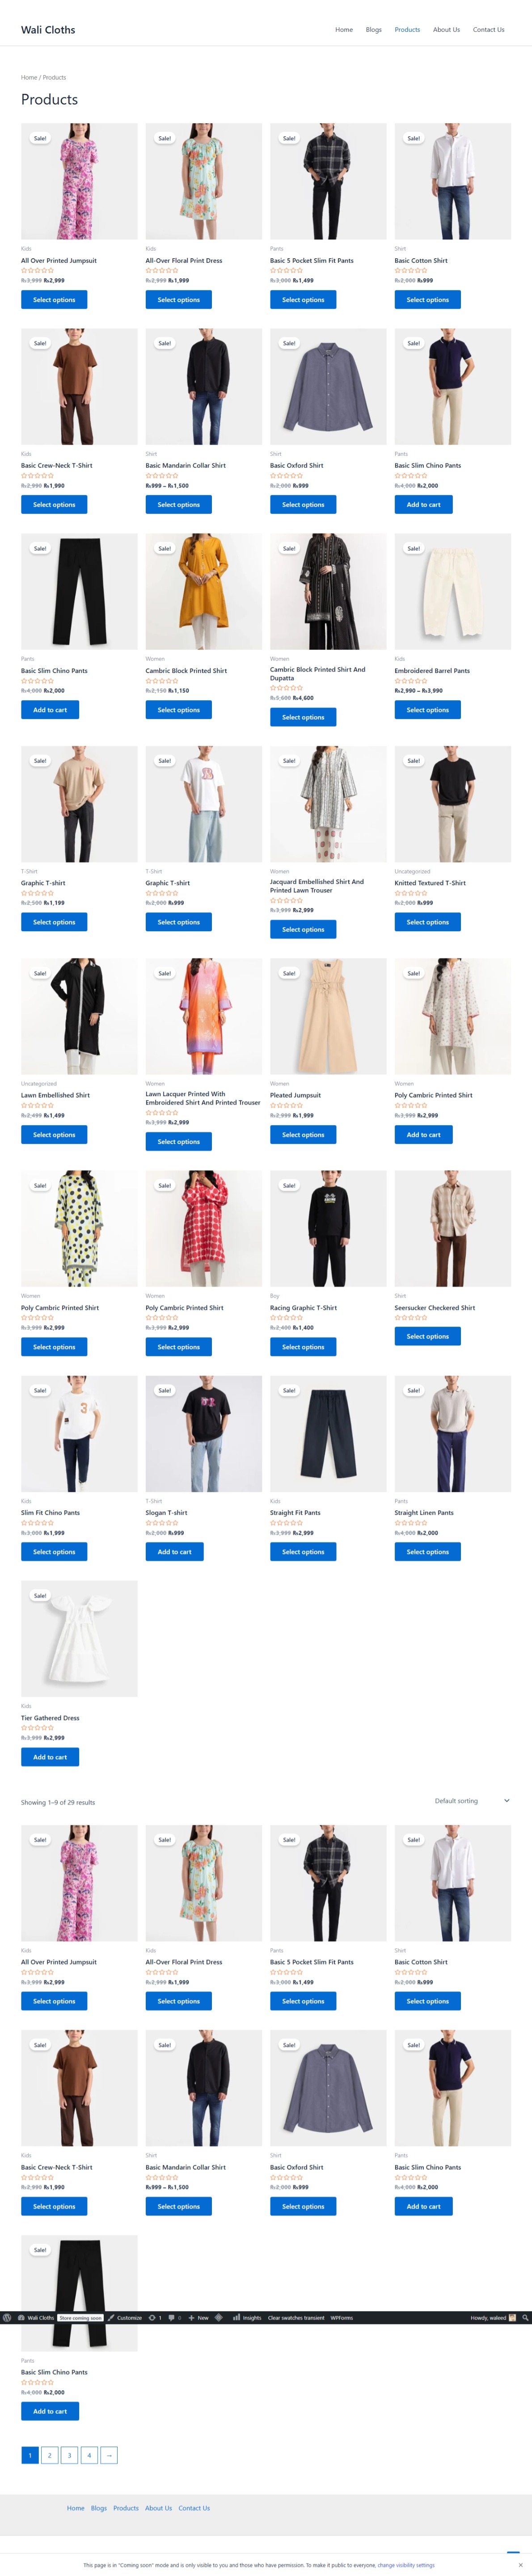 Wali Cloths
Home Blogs Products About Us Contact Us
Home / Products
Products
Sale! Sale! Sale! Sale!
Kids Kids Pants Shirt
All Over Printed Jumpsuit All-Over Floral Print Dress Basic 5 Pocket Slim Fit Pants Basic Cotton Shirt
₨3,999 ₨2,999 ₨2,999 ₨1,999 ₨3,000 ₨1,499 ₨2,000 ₨999
Select options Select options Select options Select options
Sale! Sale! Sale! Sale!
Kids Shirt Shirt Pants
Basic Crew-Neck T-Shirt Basic Mandarin Collar Shirt Basic Oxford Shirt Basic Slim Chino Pants
₨2,990 ₨1,990 ₨999 – ₨1,500 ₨2,000 ₨999 ₨4,000 ₨2,000
Select options Select options Select options Add to cart
Sale! Sale! Sale! Sale!
Pants Women Women Kids
Basic Slim Chino Pants Cambric Block Printed Shirt Cambric Block Printed Shirt And Embroidered Barrel Pants
Dupatta
₨4,000 ₨2,000 ₨2,150 ₨1,150 ₨5,600 ₨4,600 ₨2,990 – ₨3,990
Add to cart Select options Select options Select options
Sale! Sale! Sale! Sale!
T-Shirt T-Shirt Women Uncategorized
Graphic T-shirt Graphic T-shirt Jacquard Embellished Shirt And Knitted Textured T-Shirt
Printed Lawn Trouser
₨2,500 ₨1,199 ₨2,000 ₨999 ₨3,999 ₨2,999 ₨2,000 ₨999
Select options Select options Select options Select options
Sale! Sale! Sale! Sale!
Uncategorized Women Women Women
Lawn Embellished Shirt Lawn Lacquer Printed With Pleated Jumpsuit Poly Cambric Printed Shirt
Embroidered Shirt And Printed Trouser
₨2,499 ₨1,499 ₨3,999 ₨2,999 ₨2,999 ₨1,999 ₨3,999 ₨2,999
Select options Select options Select options Add to cart
Sale! Sale! Sale!
Women Women Boy Shirt
Poly Cambric Printed Shirt Poly Cambric Printed Shirt Racing Graphic T-Shirt Seersucker Checkered Shirt
₨3,999 ₨2,999 ₨3,999 ₨2,999 ₨2,400 ₨1,400
Select options Select options Select options Select options
Sale! Sale! Sale! Sale!
3
Kids T-Shirt Kids Pants
Slim Fit Chino Pants Slogan T-shirt Straight Fit Pants Straight Linen Pants
₨3,000 ₨1,999 ₨2,000 ₨999 ₨3,999 ₨2,999 ₨4,000 ₨2,000
Select options Add to cart Select options Select options
Sale!
Kids
Tier Gathered Dress
₨3,999 ₨2,999
Add to cart
Showing 1–9 of 29 results Default sorting
Sale! Sale! Sale! Sale!
Kids Kids Pants Shirt
All Over Printed Jumpsuit All-Over Floral Print Dress Basic 5 Pocket Slim Fit Pants Basic Cotton Shirt
₨3,999 ₨2,999 ₨2,999 ₨1,999 ₨3,000 ₨1,499 ₨2,000 ₨999
Select options Select options Select options Select options
Sale! Sale! Sale! Sale!
Kids Shirt Shirt Pants
Basic Crew-Neck T-Shirt Basic Mandarin Collar Shirt Basic Oxford Shirt Basic Slim Chino Pants
₨2,990 ₨1,990 ₨999 – ₨1,500 ₨2,000 ₨999 ₨4,000 ₨2,000
Select options Select options Select options Add to cart
Sale!
Wali Cloths Store coming soon Customize 1 0 New Insights Clear swatches transient WPForms Howdy, waleed
Pants
Basic Slim Chino Pants
₨4,000 ₨2,000
Add to cart
1 2 3 4 →
Home Blogs Products About Us Contact Us
This page is in "Coming soon" mode and is only visible to you and those who have permission. To make it public to everyone, change visibility settings